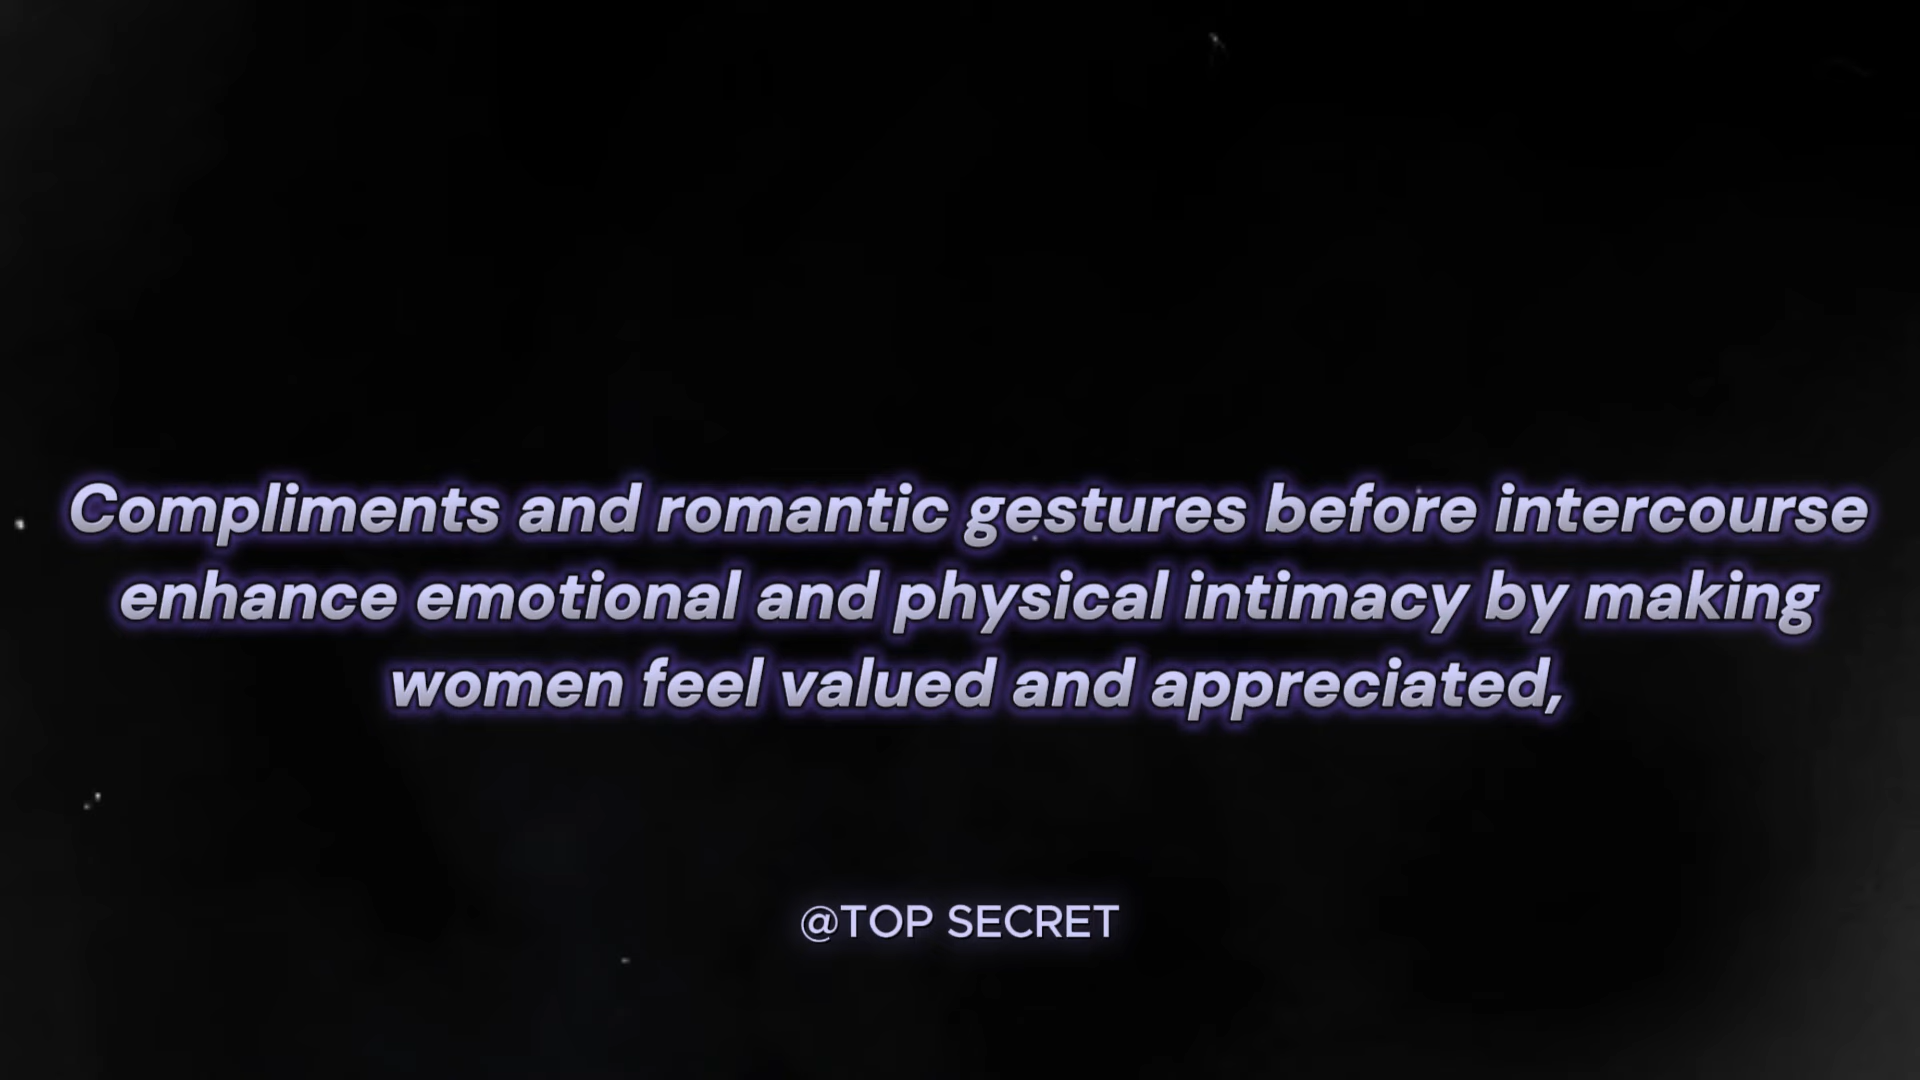 Compliments and romantic gestures before intercourse
enhance emotional and physical intimacy by making
women feel valued and appreciated,
@TOP SECRET